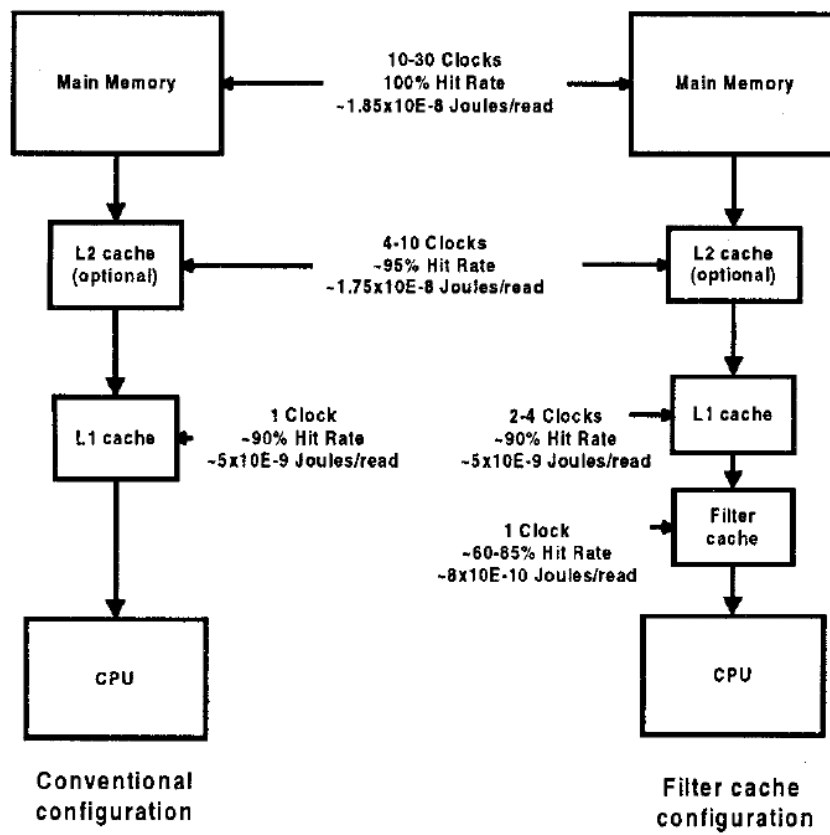 Main Memory
10-30 Clocks
100% Hit Rate
~1.85x10E-8 Joules/read
Main Memory
L2 cache
(optional)
4-10 Clocks
~95% Hit Rate
~1.75x10E-8 Joules/read
L2 cache
(optional)
L1 cache
1 Clock
~90% Hit Rate
~5x10E-9 Joules/read
2-4 Clocks
~90% Hit Rate
~5x10E-9 Joules/read
L1 cache
1 Clock
~60-85% Hit Rate
~8x10E-10 Joules/read
Filter
cache
CPU
CPU
Conventional
configuration
Filter cache
configuration